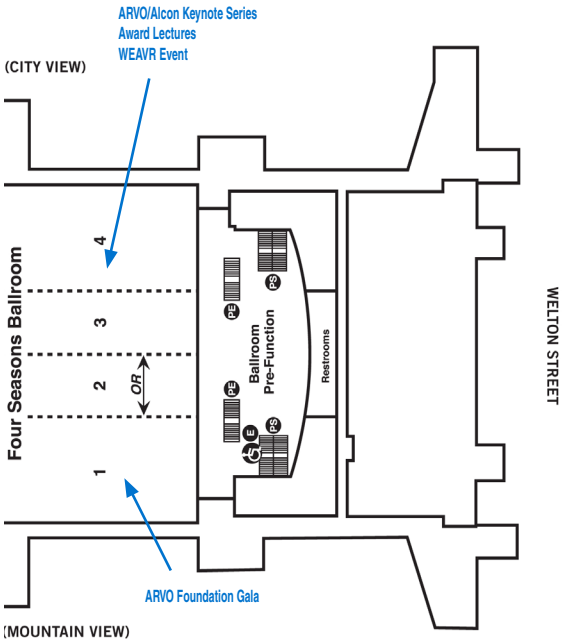 ARVO/Alcon Keynote Series
Award Lectures
WEAVR Event
(CITY VIEW)
Four Seasons Ballroom
4
3
2
OR
1
PS
PE
Ballroom
Pre-Function
Restrooms
PE
PS
E
WELTON STREET
ARVO Foundation Gala
(MOUNTAIN VIEW)